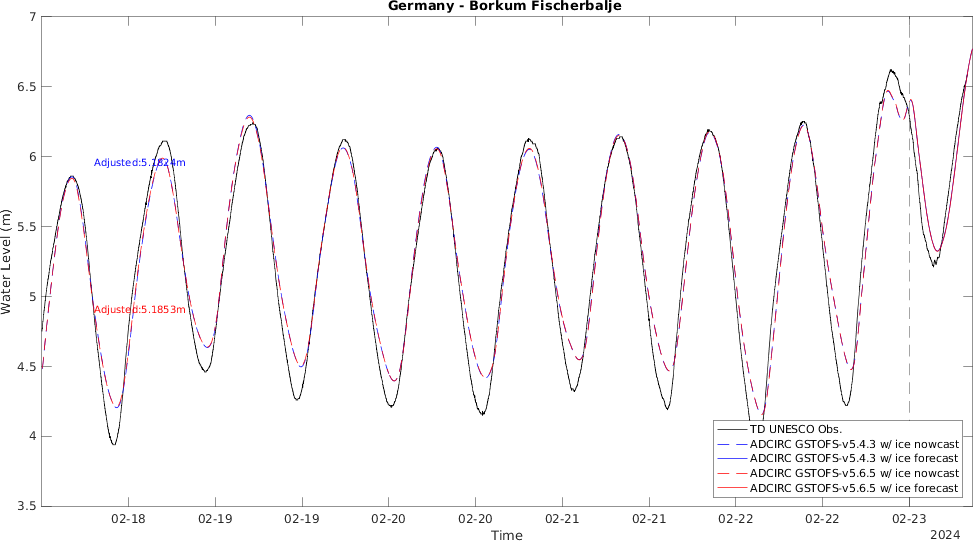 Germany - Borkum Fischerbalje
7
6.5
6
5.5
5
4.5
4
3.5
Water Level (m)
Adjusted:5.1824m
Adjusted:5.1853m
TD UNESCO Obs.
ADCIRC GSTOFS-v5.4.3 w/ ice nowcast
ADCIRC GSTOFS-v5.4.3 w/ ice forecast
ADCIRC GSTOFS-v5.6.5 w/ ice nowcast
ADCIRC GSTOFS-v5.6.5 w/ ice forecast
02-18 02-19 02-19 02-20 02-20 02-21 02-21 02-22 02-22 02-23
Time
2024